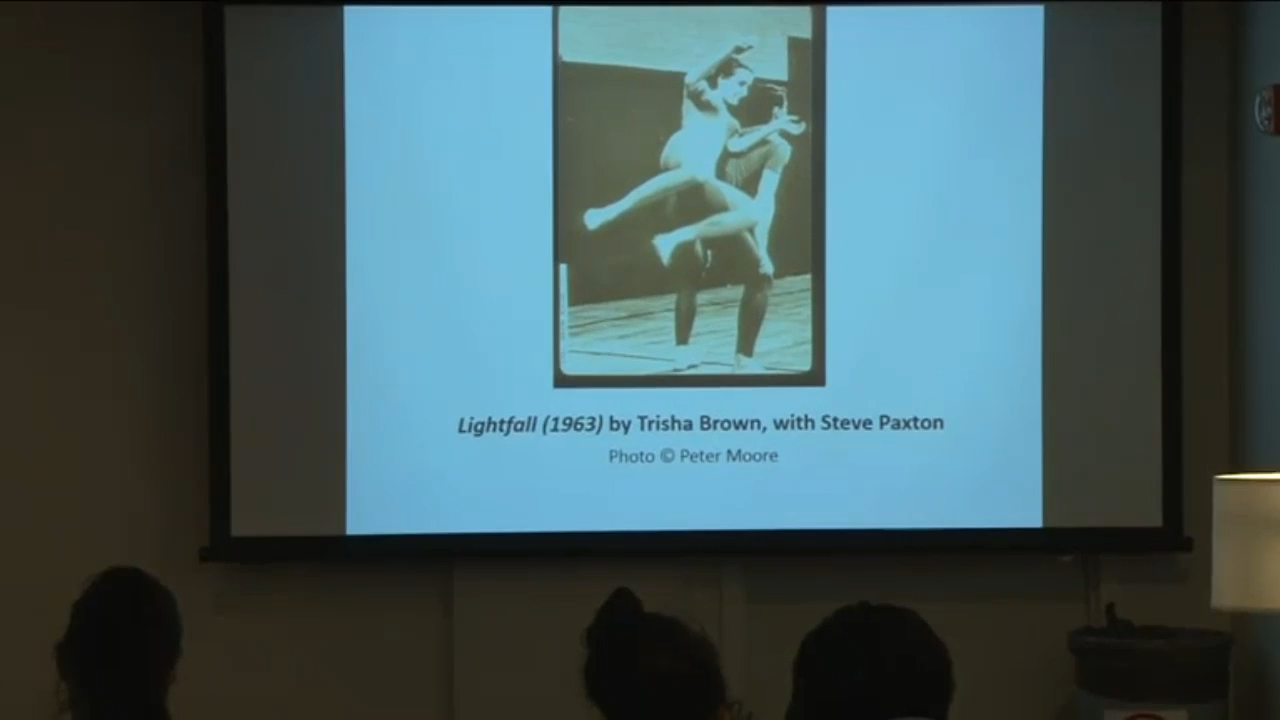 Lightfall (1963) by Trisha Brown, with Steve Paxton
Photo © Peter Moore